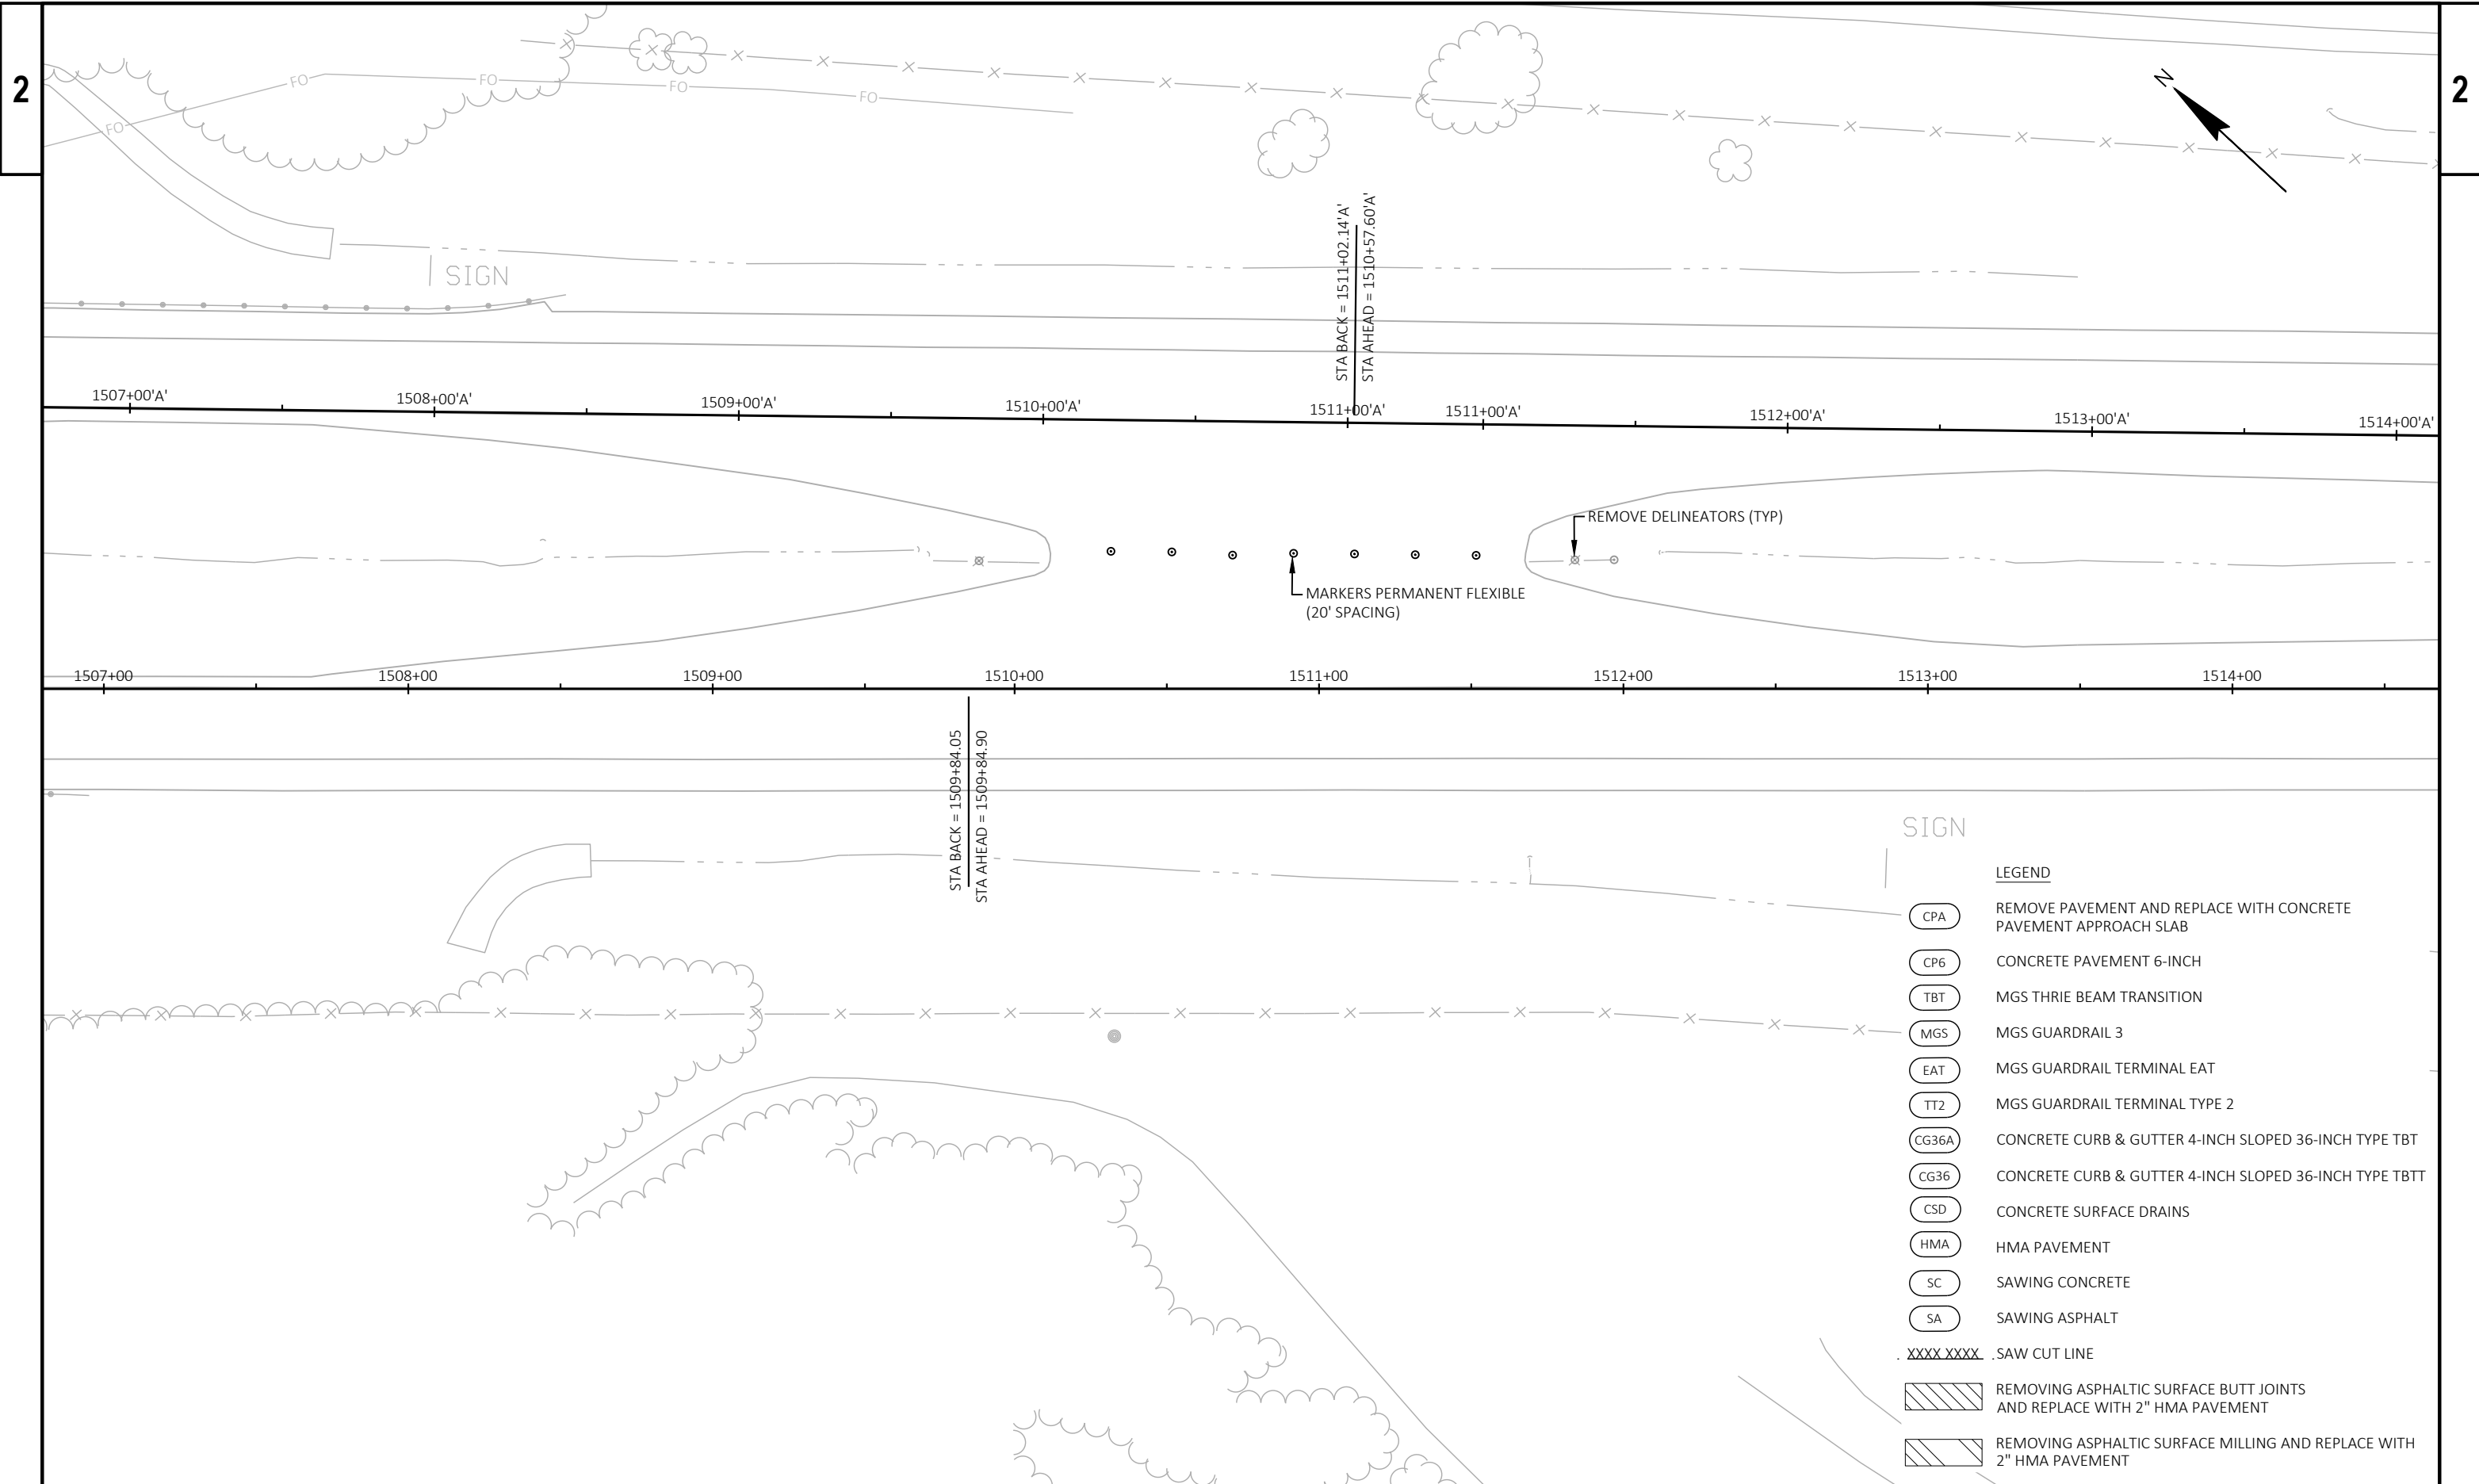 2
2
FO
FO
FO
FO
FO
N
SIGN
STA BACK = 1511+02.14'A'
STA AHEAD = 1510+57.60'A'
1507+00'A'
1508+00'A'
1509+00'A'
1510+00'A'
1511+00'A'
1511+00'A'
1512+00'A'
1513+00'A'
1514+00'A'
REMOVE DELINEATORS (TYP)
MARKERS PERMANENT FLEXIBLE
(20' SPACING)
1507+00
1508+00
1509+00
1510+00
1511+00
1512+00
1513+00
1514+00
STA BACK = 1509+84.05
STA AHEAD = 1509+84.90
SIGN
LEGEND
CPA REMOVE PAVEMENT AND REPLACE WITH CONCRETE
PAVEMENT APPROACH SLAB
CP6 CONCRETE PAVEMENT 6-INCH
TBT MGS THRIE BEAM TRANSITION
MGS MGS GUARDRAIL 3
EAT MGS GUARDRAIL TERMINAL EAT
TT2 MGS GUARDRAIL TERMINAL TYPE 2
CG36A CONCRETE CURB & GUTTER 4-INCH SLOPED 36-INCH TYPE TBT
CG36 CONCRETE CURB & GUTTER 4-INCH SLOPED 36-INCH TYPE TBTT
CSD CONCRETE SURFACE DRAINS
HMA HMA PAVEMENT
SC SAWING CONCRETE
SA SAWING ASPHALT
XXXX XXXX SAW CUT LINE
REMOVING ASPHALTIC SURFACE BUTT JOINTS
AND REPLACE WITH 2" HMA PAVEMENT
REMOVING ASPHALTIC SURFACE MILLING AND REPLACE WITH
2" HMA PAVEMENT